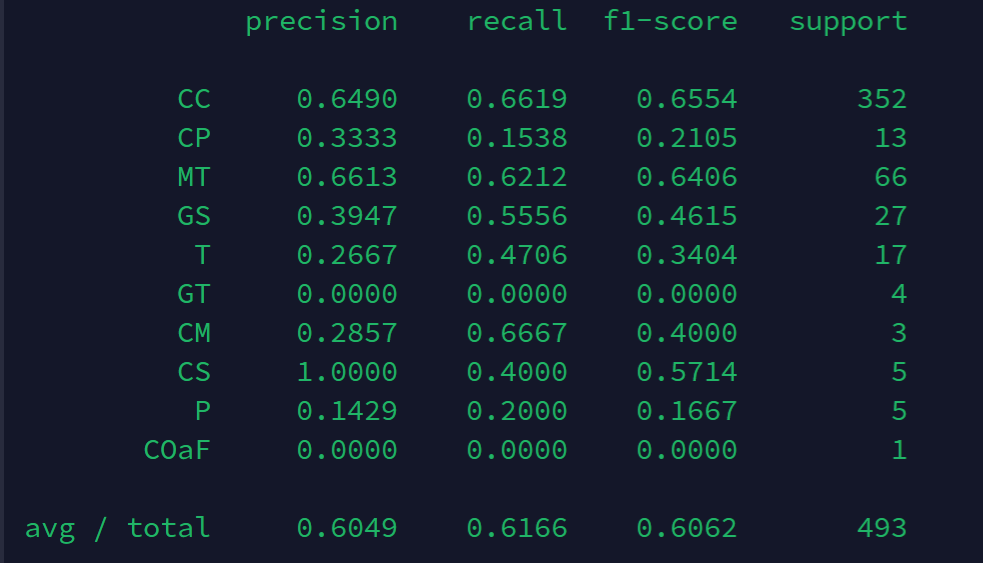 precision recall f1-score support
CC 0.6490 0.6619 0.6554 352
CP 0.3333 0.1538 0.2105 13
MT 0.6613 0.6212 0.6406 66
GS 0.3947 0.5556 0.4615 27
T 0.2667 0.4706 0.3404 17
GT 0.0000 0.0000 0.0000 4
CM 0.2857 0.6667 0.4000 3
CS 1.0000 0.4000 0.5714 5
P 0.1429 0.2000 0.1667 5
COaF 0.0000 0.0000 0.0000 1
avg / total 0.6049 0.6166 0.6062 493